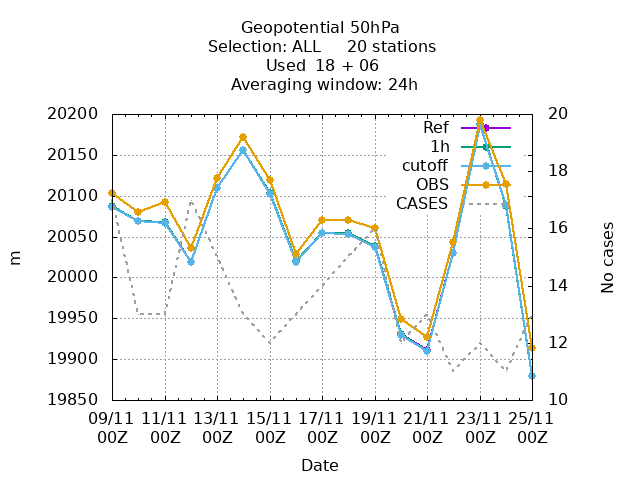 Geopotential 50hPa
Selection: ALL     20 stations
Used  18 + 06
Averaging window: 24h
20200
20150
20100
20050
20000
19950
19900
19850
m
20
18
16
14
12
10
No cases
Ref
1h
cutoff
OBS
CASES
09/11 11/11 13/11 15/11 17/11 19/11 21/11 23/11 25/11
00Z 00Z 00Z 00Z 00Z 00Z 00Z 00Z 00Z
Date